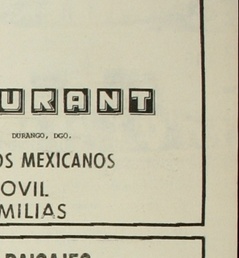 URANT
DURANGO, DGO.
OS MEXICANOS
OVIL
MILIAS